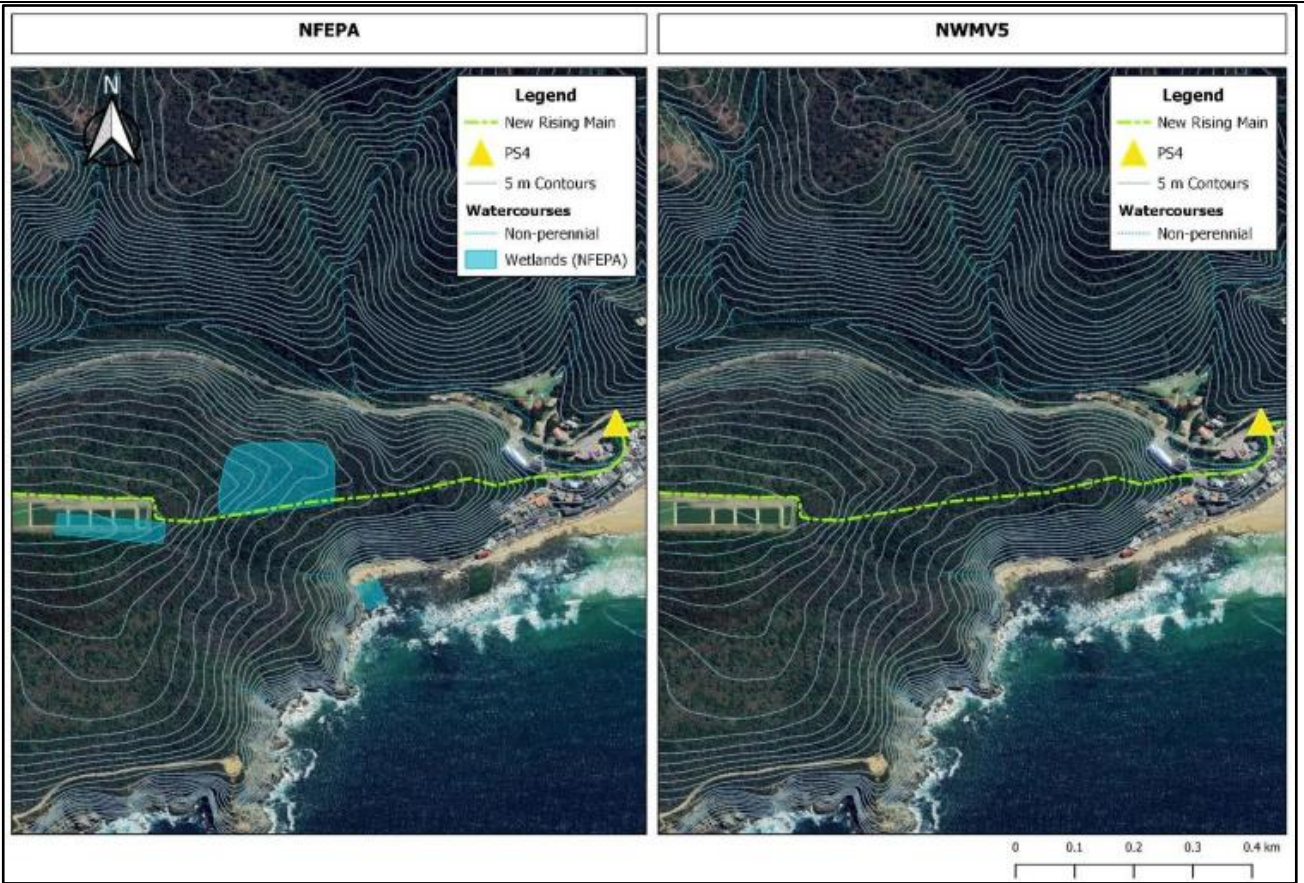 NFEPA
NWMV5
N
Legend
New Rising Main
PS4
5 m Contours
Watercourses
Non-perennial
Wetlands (NFEPA)
Legend
New Rising Main
PS4
5 m Contours
Watercourses
Non-perennial
0 0.1 0.2 0.3 0.4 km